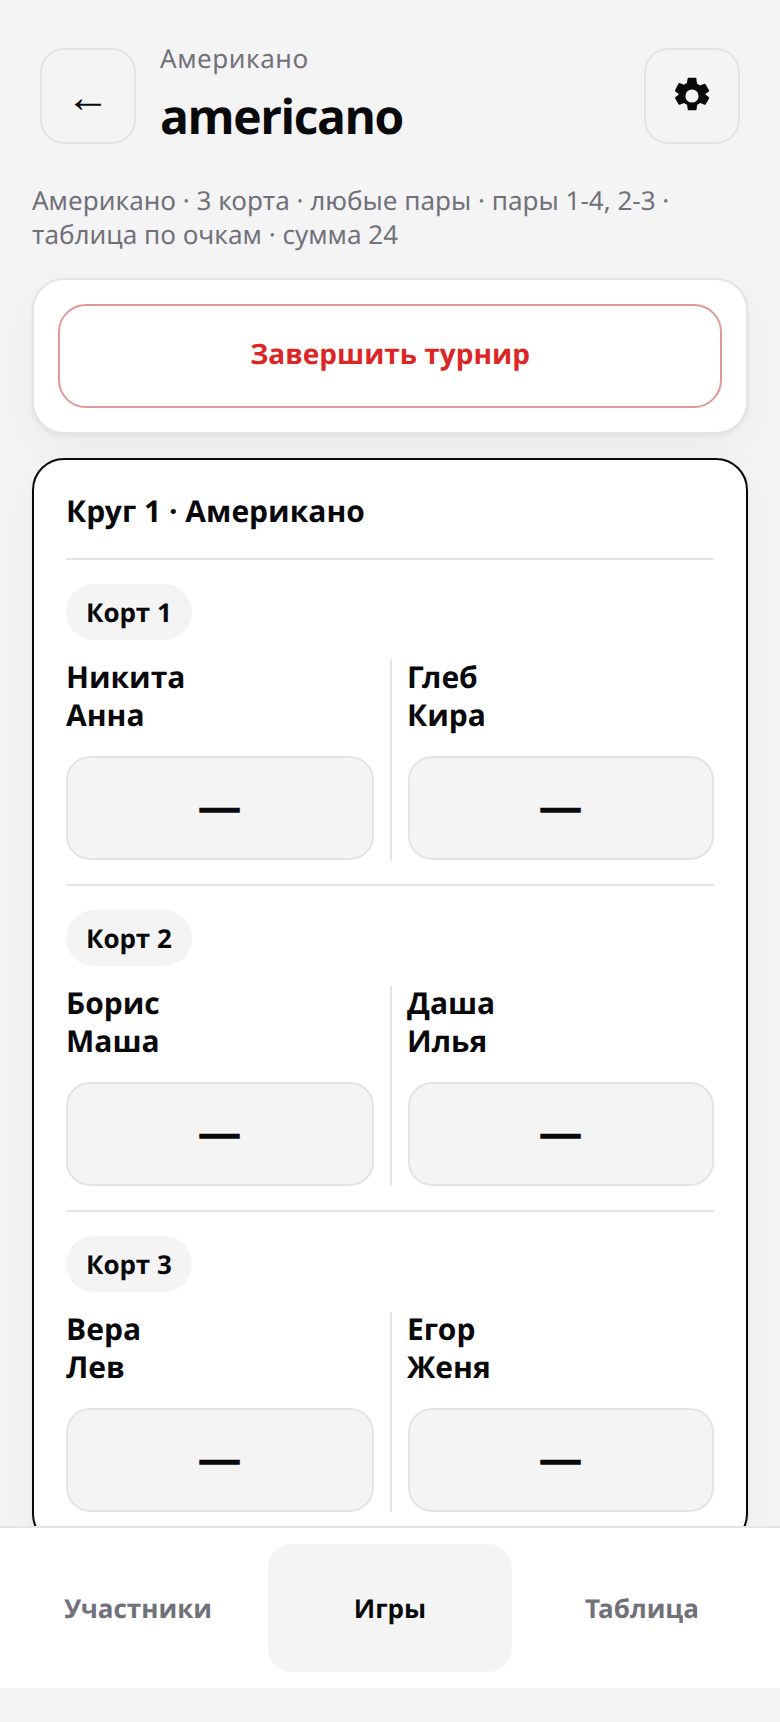 ←
Американо
americano
Американо · 3 корта · любые пары · пары 1-4, 2-3 ·
таблица по очкам · сумма 24
Завершить турнир
Круг 1 · Американо
Корт 1
Никита
Анна
Глеб
Кира
—
—
Корт 2
Борис
Маша
Даша
Илья
—
—
Корт 3
Вера
Лев
Егор
Женя
—
—
Участники
Игры
Таблица